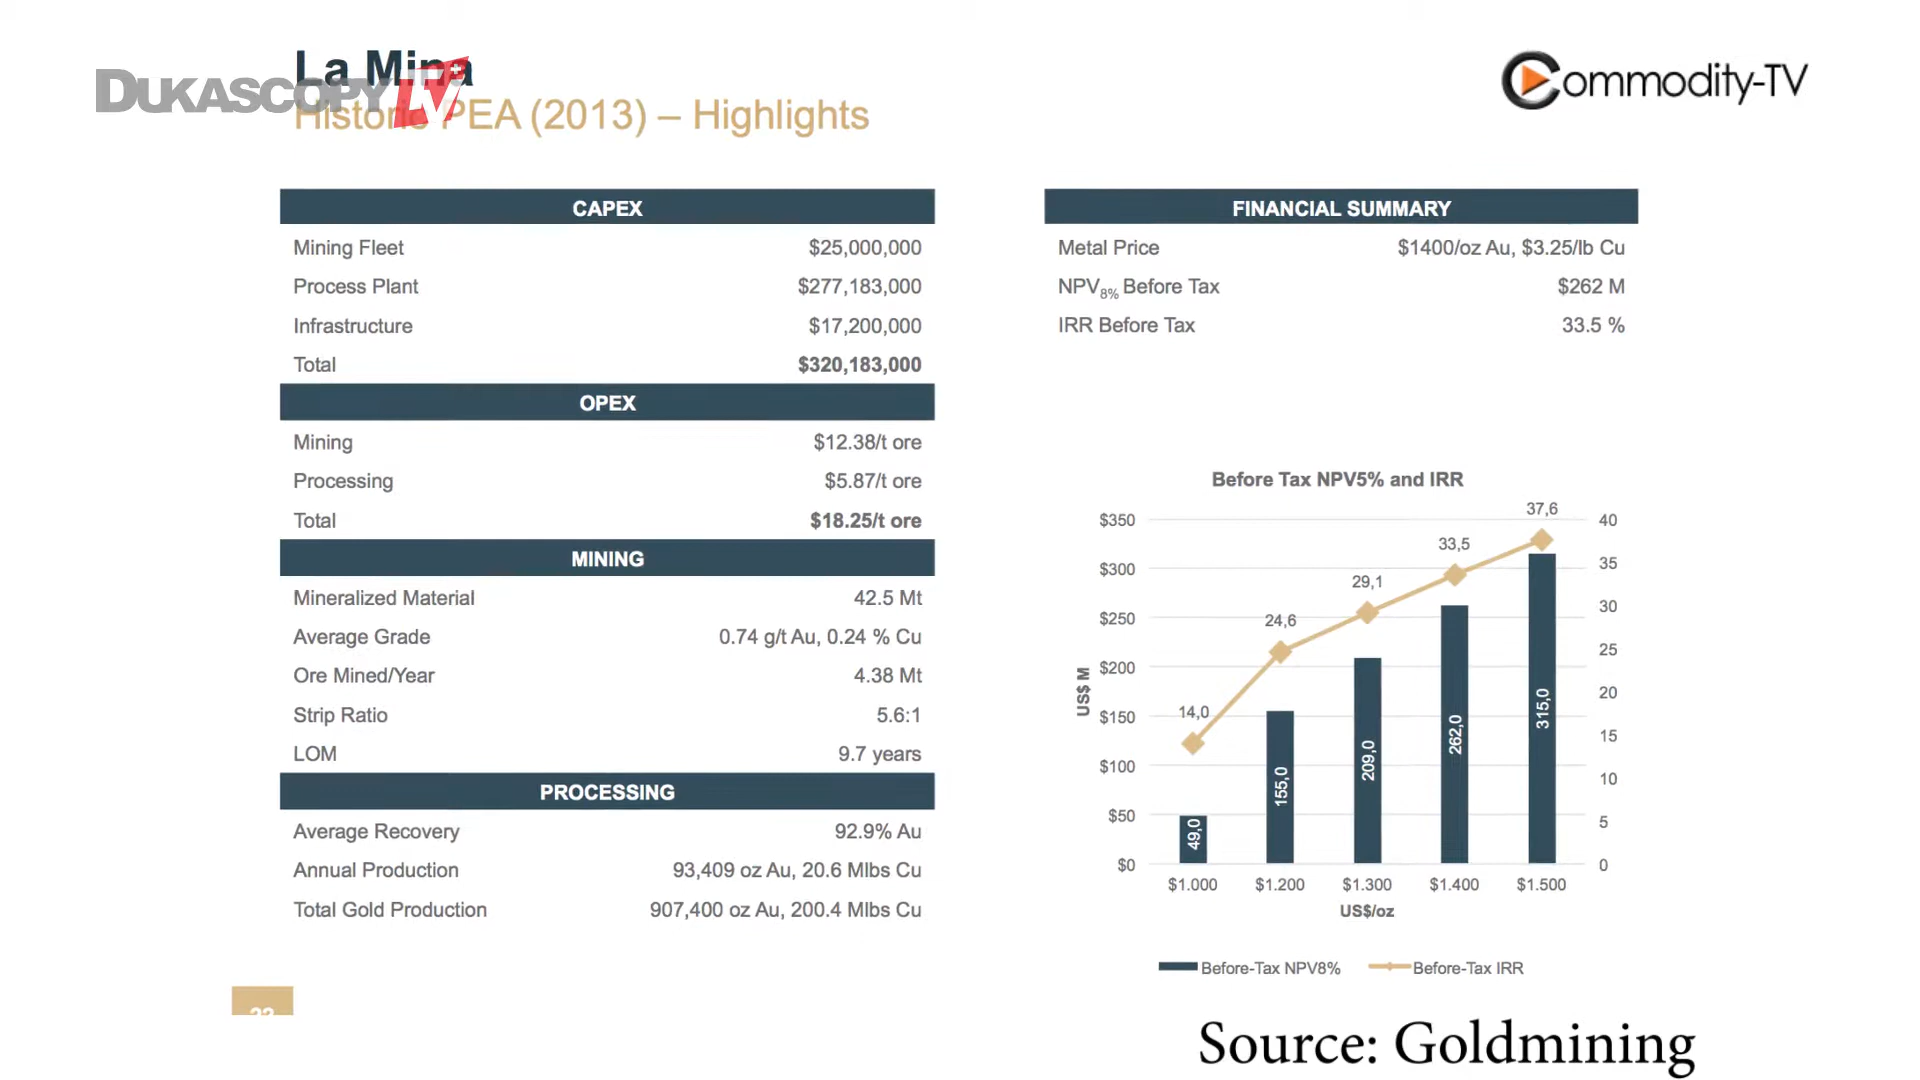 La Mina
DUKASCOPY TV
Historic PEA (2013) – Highlights
Commodity-TV
CAPEX
Mining Fleet $25,000,000
Process Plant $277,183,000
Infrastructure $17,200,000
Total $320,183,000
OPEX
Mining $12.38/t ore
Processing $5.87/t ore
Total $18.25/t ore
MINING
Mineralized Material 42.5 Mt
Average Grade 0.74 g/t Au, 0.24 % Cu
Ore Mined/Year 4.38 Mt
Strip Ratio 5.6:1
LOM 9.7 years
PROCESSING
Average Recovery 92.9% Au
Annual Production 93,409 oz Au, 20.6 Mlbs Cu
Total Gold Production 907,400 oz Au, 200.4 Mlbs Cu
FINANCIAL SUMMARY
Metal Price $1400/oz Au, $3.25/lb Cu
NPV8% Before Tax $262 M
IRR Before Tax 33.5 %
Before Tax NPV5% and IRR
37,6
$350 40
33,5
$300 29,1 35
$250 24,6 30
25
$200
US$ M
20
$150 14,0
15
$100 10
$50 5
$0 0
49,0 155,0 209,0 262,0 315,0
$1.000 $1.200 $1.300 $1.400 $1.500
US$/oz
Before-Tax NPV8% Before-Tax IRR
Source: Goldmining